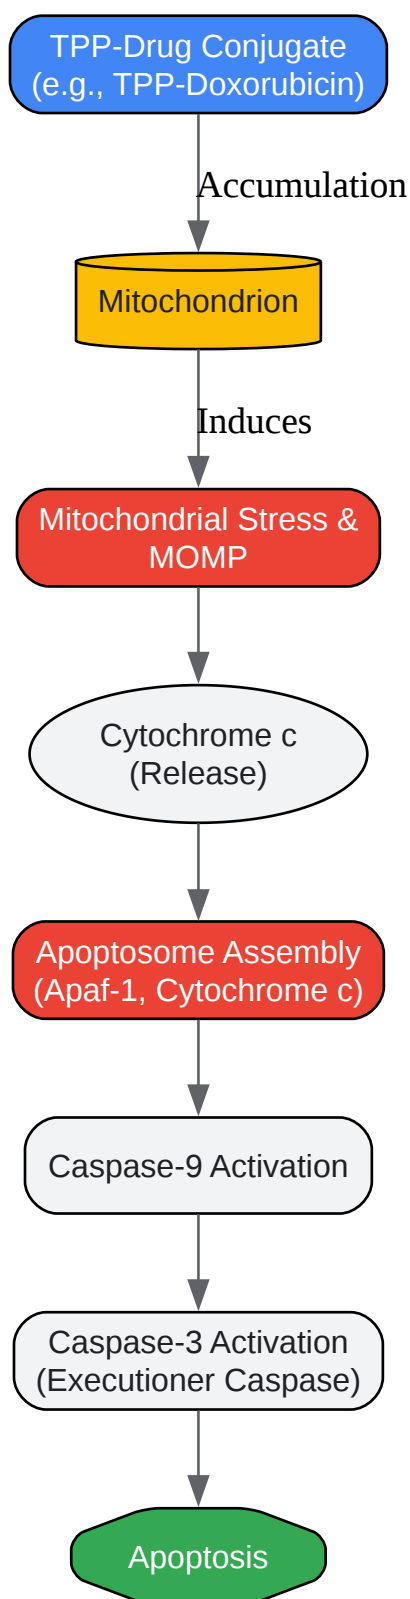 TPP-Drug Conjugate
(e.g., TPP-Doxorubicin)
Accumulation
Mitochondrion
Induces
Mitochondrial Stress &
MOMP
Cytochrome c
(Release)
Apoptosome Assembly
(Apaf-1, Cytochrome c)
Caspase-9 Activation
Caspase-3 Activation
(Executioner Caspase)
Apoptosis